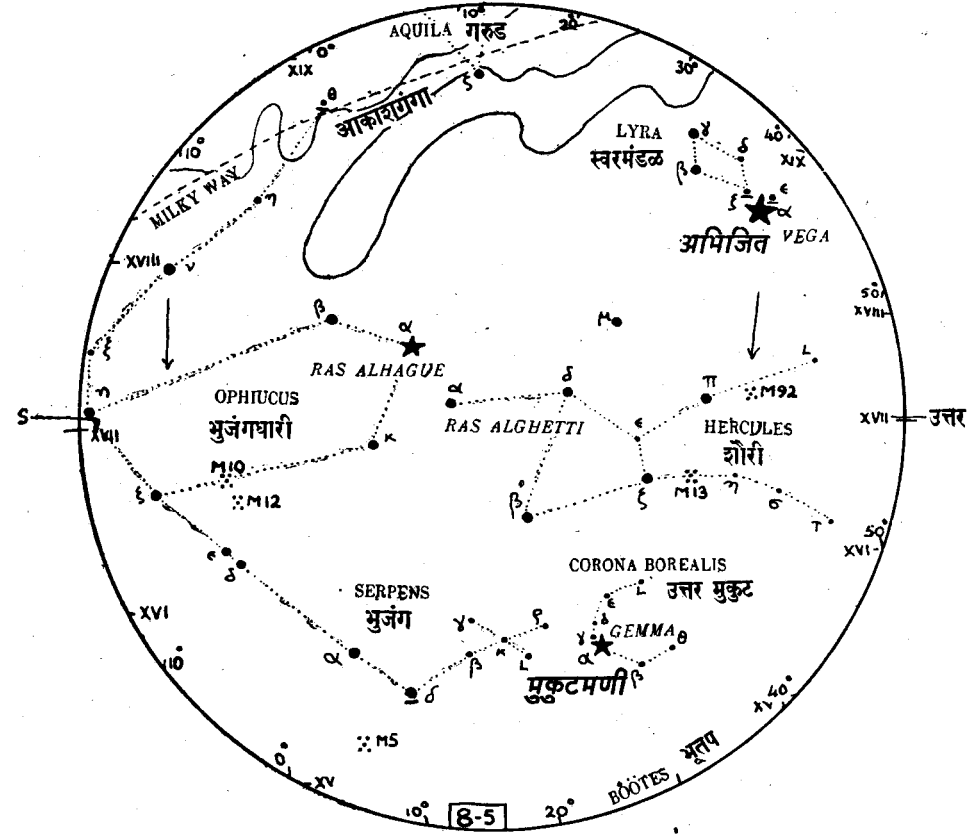 10°
AQUILA गरुड
20°
0°
XIX
30°
ζ
θ
आकाशगंगा
LYRA
स्वरमंडळ
γ
40°
XIX
δ
β
10°
MILKY WAY
η
ξ
ε
α
अभिजित VEGA
XVIII
ν
50°
XVIII
β
α
μ
ξ
RAS ALHAGUE
α
δ
π
ι
M92
η
OPHIUCUS
भुजंगधारी
RAS ALGHETTI
ε
HERCULES
शौरी
S
XVII
XVII
उत्तर
κ
M10
M12
ξ
β
ξ
M13
η
σ
τ
50°
XVI
ε
δ
CORONA BOREALIS
उत्तर मुकुट
ι
ε
SERPENS
भुजंग
XVI
γ
ρ
δ
γ
GEMMA
θ
κ
α
α
β
ι
β
10°
मुकुटमणी
δ
40°
XV
M5
0°
XV
BOÖTES भूतप
10°
8-5
20°